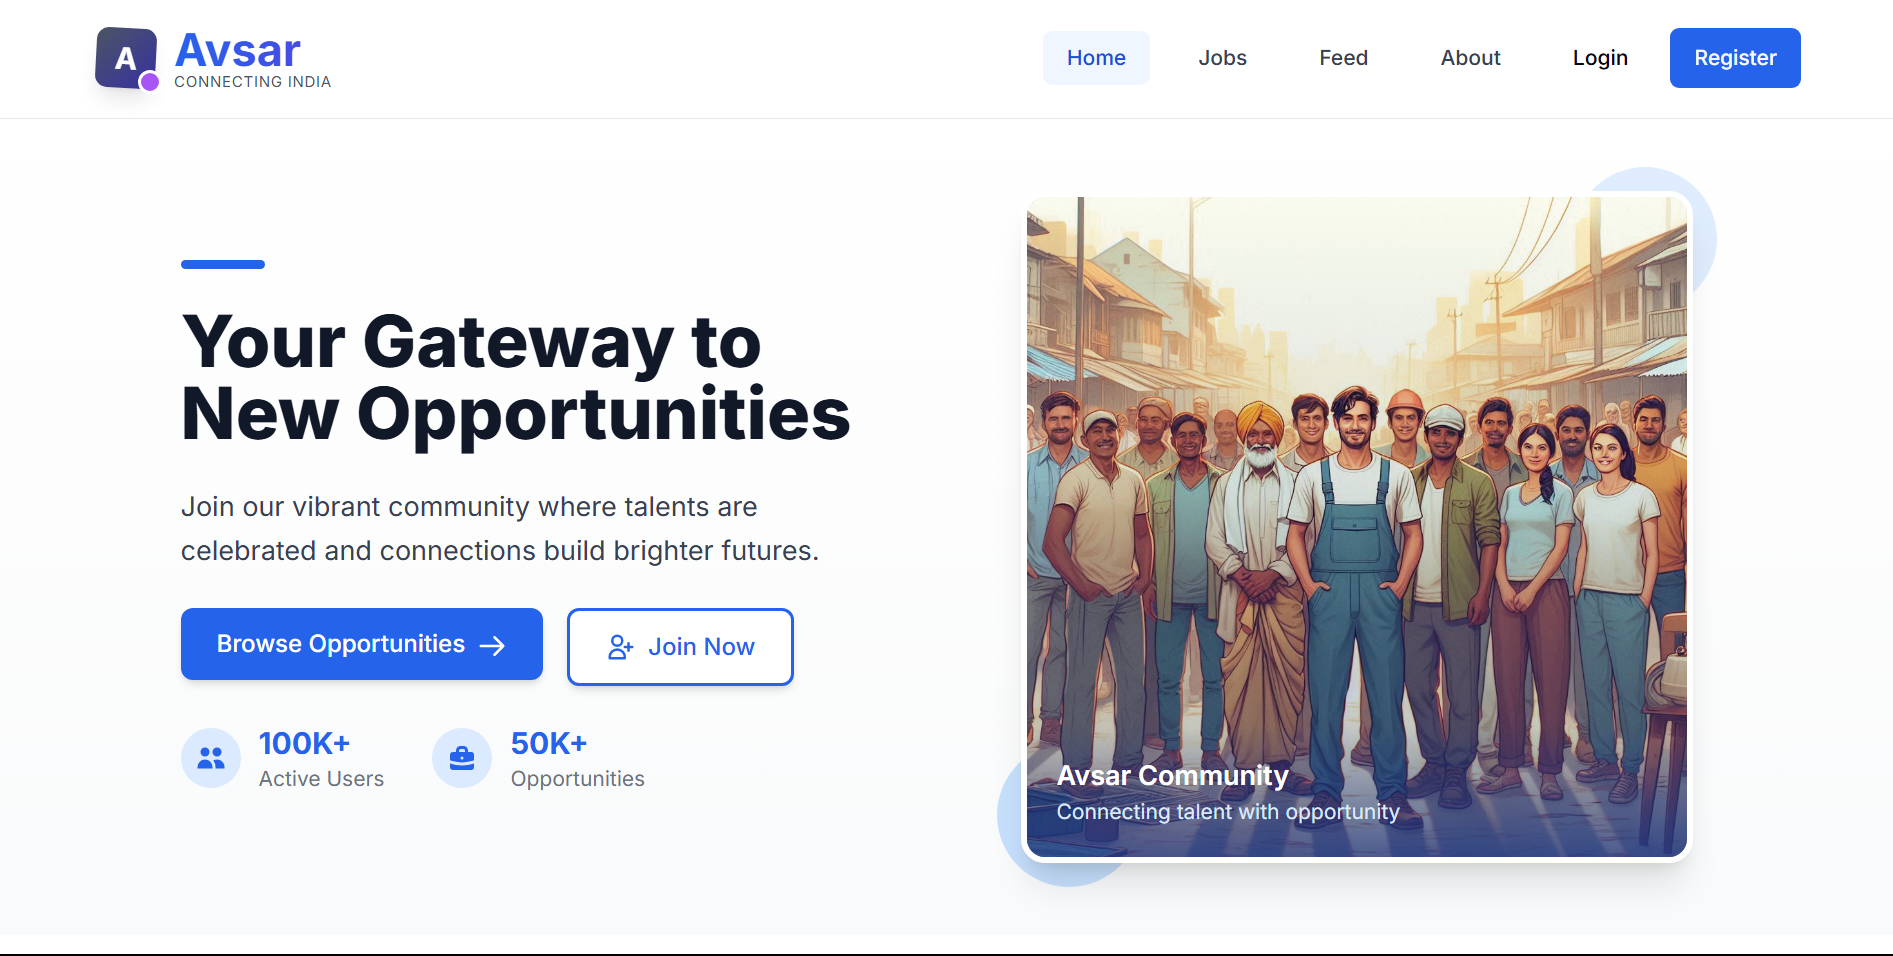 A
Avsar
CONNECTING INDIA
Home
Jobs
Feed
About
Login
Register
Your Gateway to
New Opportunities
Join our vibrant community where talents are
celebrated and connections build brighter futures.
Browse Opportunities →
Join Now
100K+
Active Users
50K+
Opportunities
Avsar Community
Connecting talent with opportunity